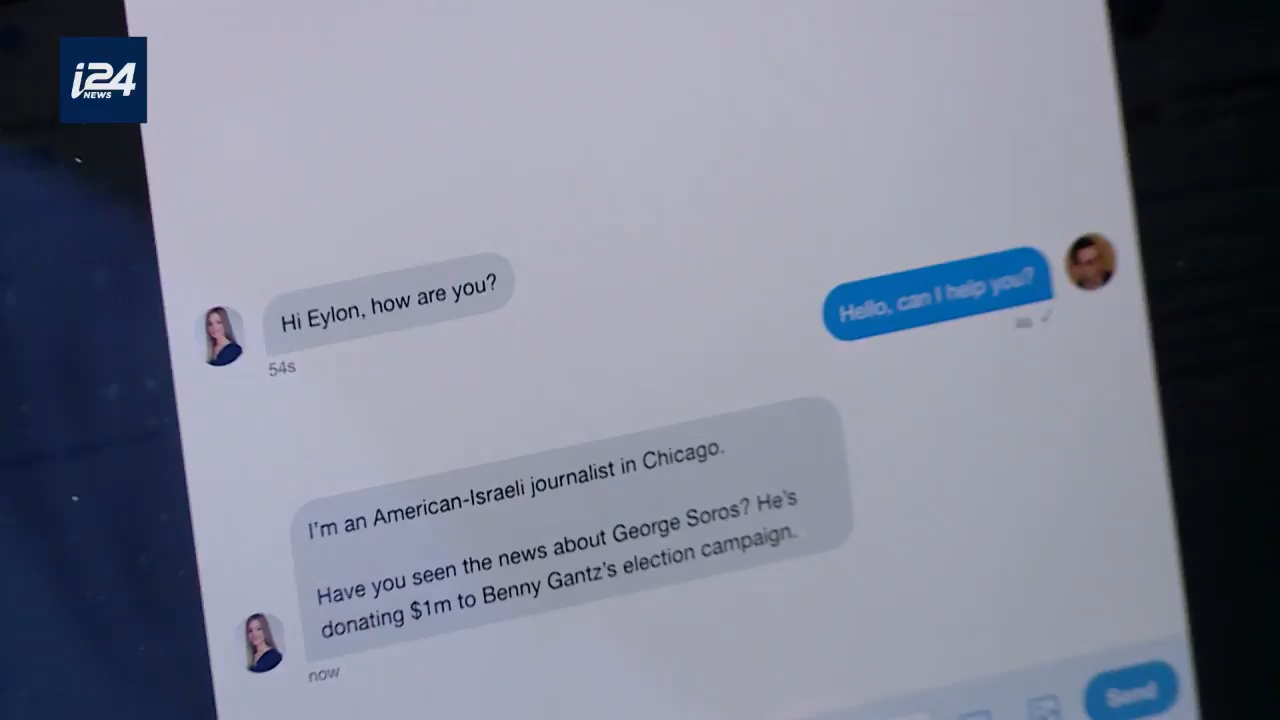 i24
NEWS
Hi Eylon, how are you?
54s
Hello, can I help you?
I'm an American-Israeli journalist in Chicago.
Have you seen the news about George Soros? He's
donating $1m to Benny Gantz's election campaign.
now
Send